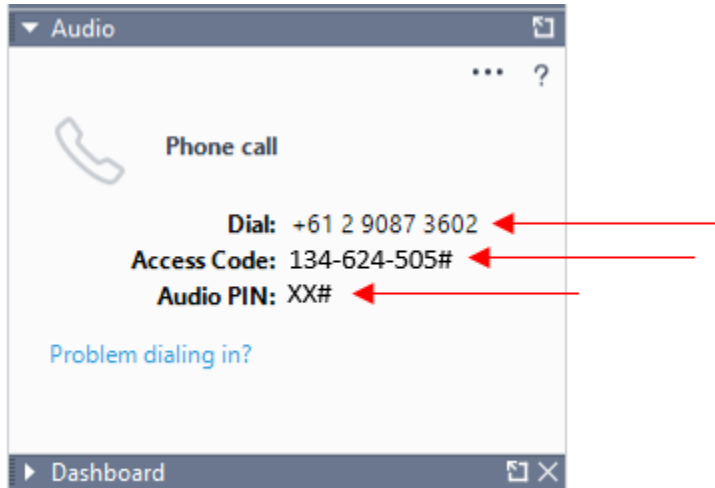 Audio
... ?
Phone call
Dial: +61 2 9087 3602
Access Code: 134-624-505#
Audio PIN: XX#
Problem dialing in?
Dashboard